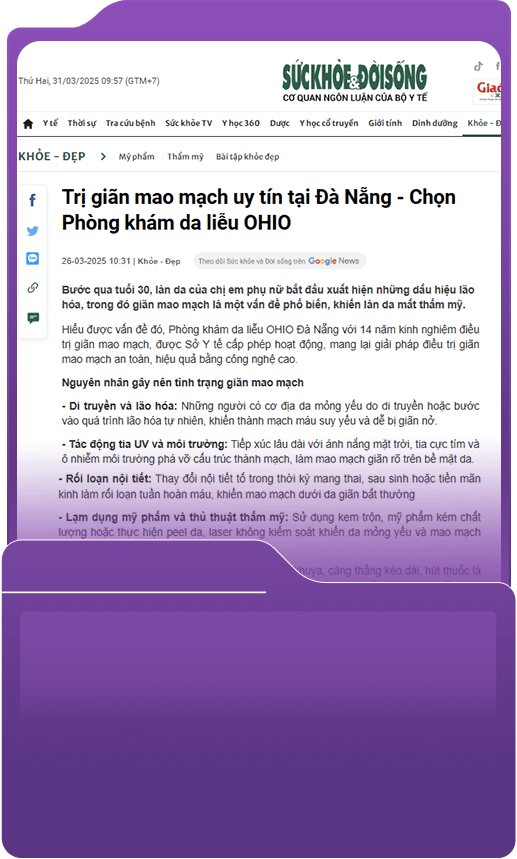 Thứ Hai, 31/03/2025 09:57 (GTM+7)
SỨC KHỎE & ĐỜI SỐNG
CƠ QUAN NGÔN LUẬN CỦA BỘ Y TẾ
Y tế Thời sự Tra cứu bệnh Sức khỏe TV Y học 360 Dược Y học cổ truyền Giới tính Dinh dưỡng Khỏe -
KHỎE - ĐẸP > Mỹ phẩm Thẩm mỹ Bài tập khỏe đẹp
Trị giãn mao mạch uy tín tại Đà Nẵng - Chọn
Phòng khám da liễu OHIO
26-03-2025 10:31 | Khỏe - Đẹp Theo dõi Sức khỏe và Đời sống trên Google News
Bước qua tuổi 30, làn da của chị em phụ nữ bắt đầu xuất hiện những dấu hiệu lão
hóa, trong đó giãn mao mạch là một vấn đề phổ biến, khiến làn da mất thẩm mỹ.
Hiểu được vấn đề đó, Phòng khám da liễu OHIO Đà Nẵng với 14 năm kinh nghiệm điều
trị giãn mao mạch, được Sở Y tế cấp phép hoạt động, mang lại giải pháp điều trị giãn
mao mạch an toàn, hiệu quả bằng công nghệ cao.
Nguyên nhân gây nên tình trạng giãn mao mạch
- Di truyền và lão hóa: Những người có cơ địa da mỏng yếu do di truyền hoặc bước
vào quá trình lão hóa tự nhiên, khiến thành mạch máu suy yếu và dễ bị giãn nở.
- Tác động tia UV và môi trường: Tiếp xúc lâu dài với ánh nắng mặt trời, tia cực tím và
ô nhiễm môi trường phá vỡ cấu trúc thành mạch, làm mao mạch giãn rõ trên bề mặt da.
- Rối loạn nội tiết: Thay đổi nội tiết tố trong thời kỳ mang thai, sau sinh hoặc tiền mãn
kinh làm rối loạn tuần hoàn máu, khiến mao mạch dưới da giãn bất thường
- Lạm dụng mỹ phẩm và thủ thuật thẩm mỹ: Sử dụng kem trộn, mỹ phẩm kém chất
lượng hoặc thực hiện peel da, laser không kiểm soát khiến da mỏng yếu và mao mạch
khuya, căng thẳng kéo dài, hút thuốc lá